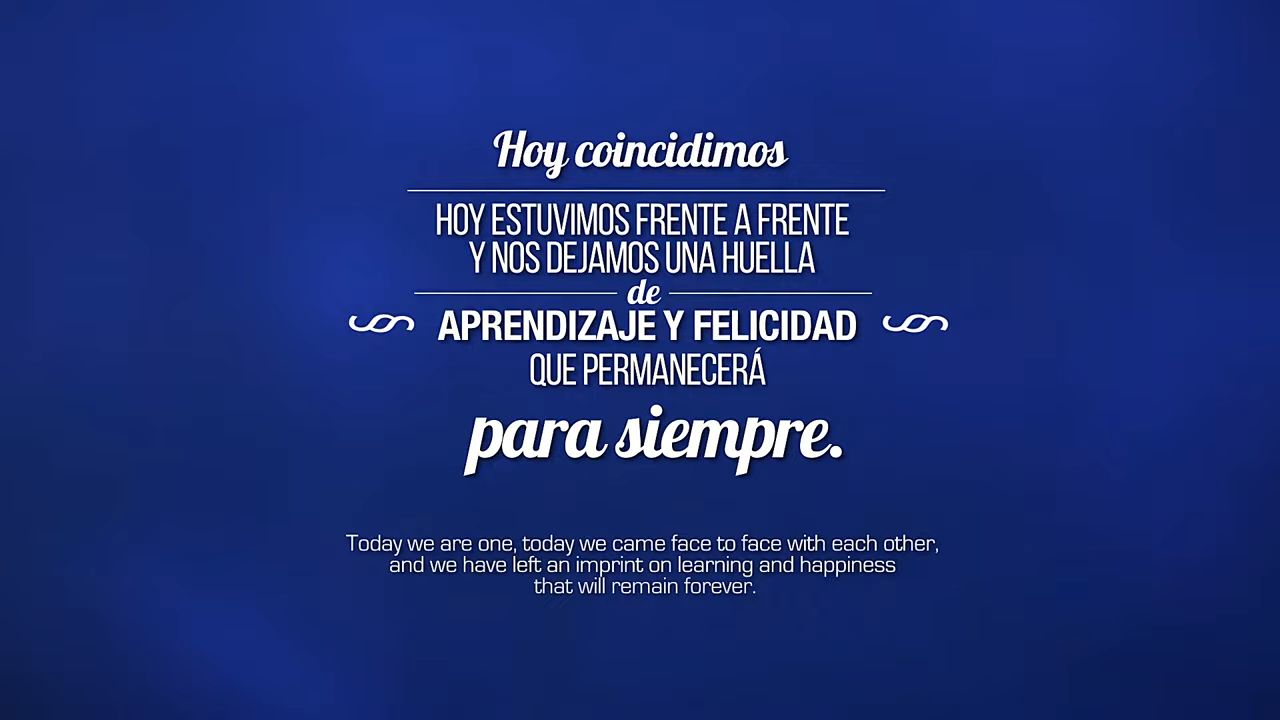 Hoy coincidimos
HOY ESTUVIMOS FRENTE A FRENTE
Y NOS DEJAMOS UNA HUELLA
de
APRENDIZAJE Y FELICIDAD
QUE PERMANECERÁ
para siempre.
Today we are one, today we came face to face with each other,
and we have left an imprint on learning and happiness
that will remain forever.